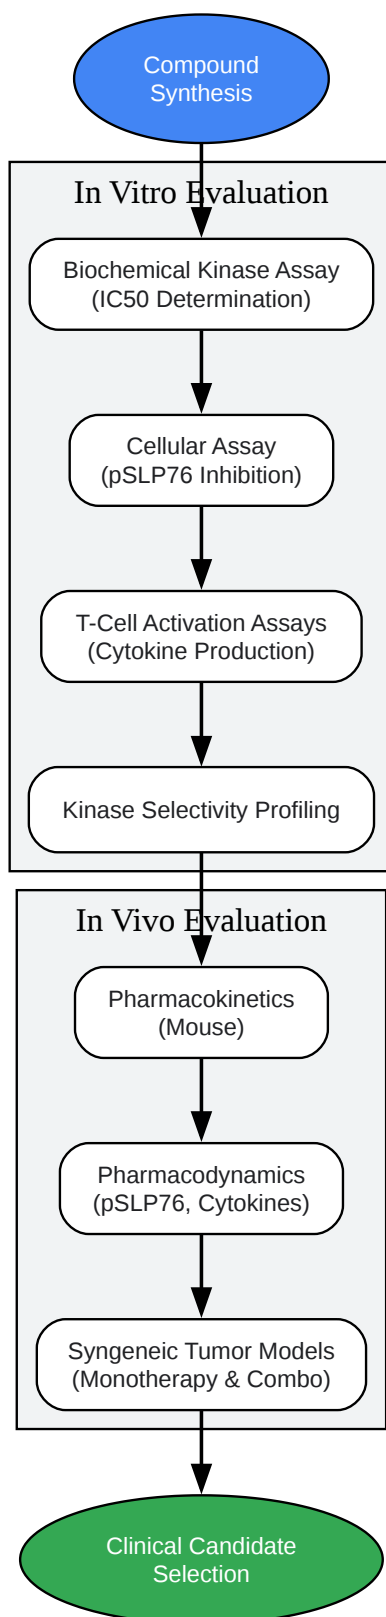 Compound
Synthesis
In Vitro Evaluation
Biochemical Kinase Assay
(IC50 Determination)
Cellular Assay
(pSLP76 Inhibition)
T-Cell Activation Assays
(Cytokine Production)
Kinase Selectivity Profiling
In Vivo Evaluation
Pharmacokinetics
(Mouse)
Pharmacodynamics
(pSLP76, Cytokines)
Syngeneic Tumor Models
(Monotherapy & Combo)
Clinical Candidate
Selection